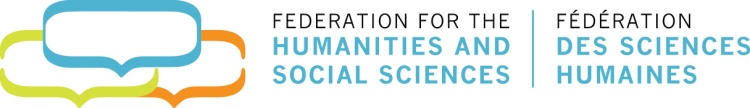 FEDERATION FOR THE
HUMANITIES AND
SOCIAL SCIENCES
FÉDÉRATION
DES SCIENCES
HUMAINES